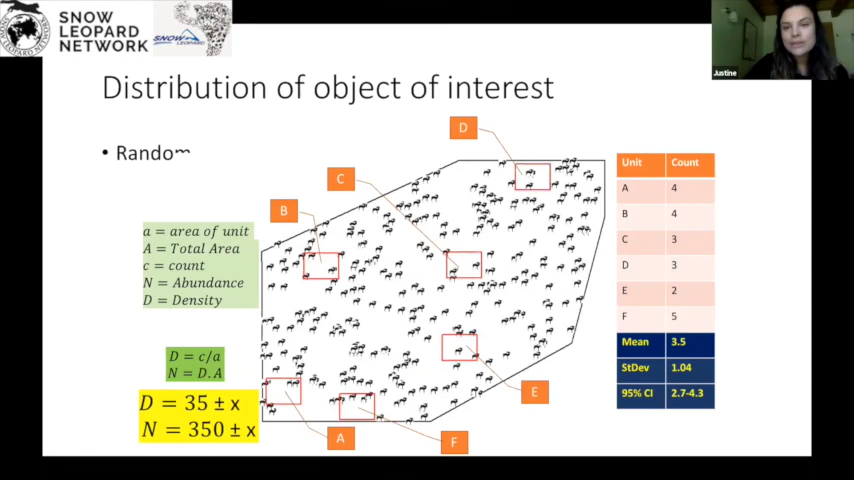 SNOW
LEOPARD
NETWORK
SNOW
LEOPARD
Justine
Distribution of object of interest
• Random
D
C
B
a = area of unit
A = Total Area
c = count
N = Abundance
D = Density
D = c/a
N = D.A
D = 35 ± x
N = 350 ± x
E
A
F
Unit Count
A 4
B 4
C 3
D 3
E 2
F 5
Mean 3.5
StDev 1.04
95% CI 2.7-4.3